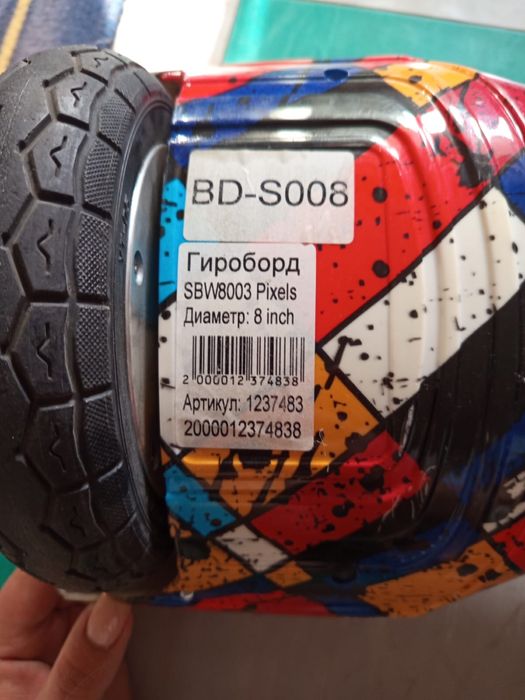 BD-S008
Гироборд
SBW8003 Pixels
Диаметр: 8 inch
2 000012 374838
Артикул: 1237483
2000012374838